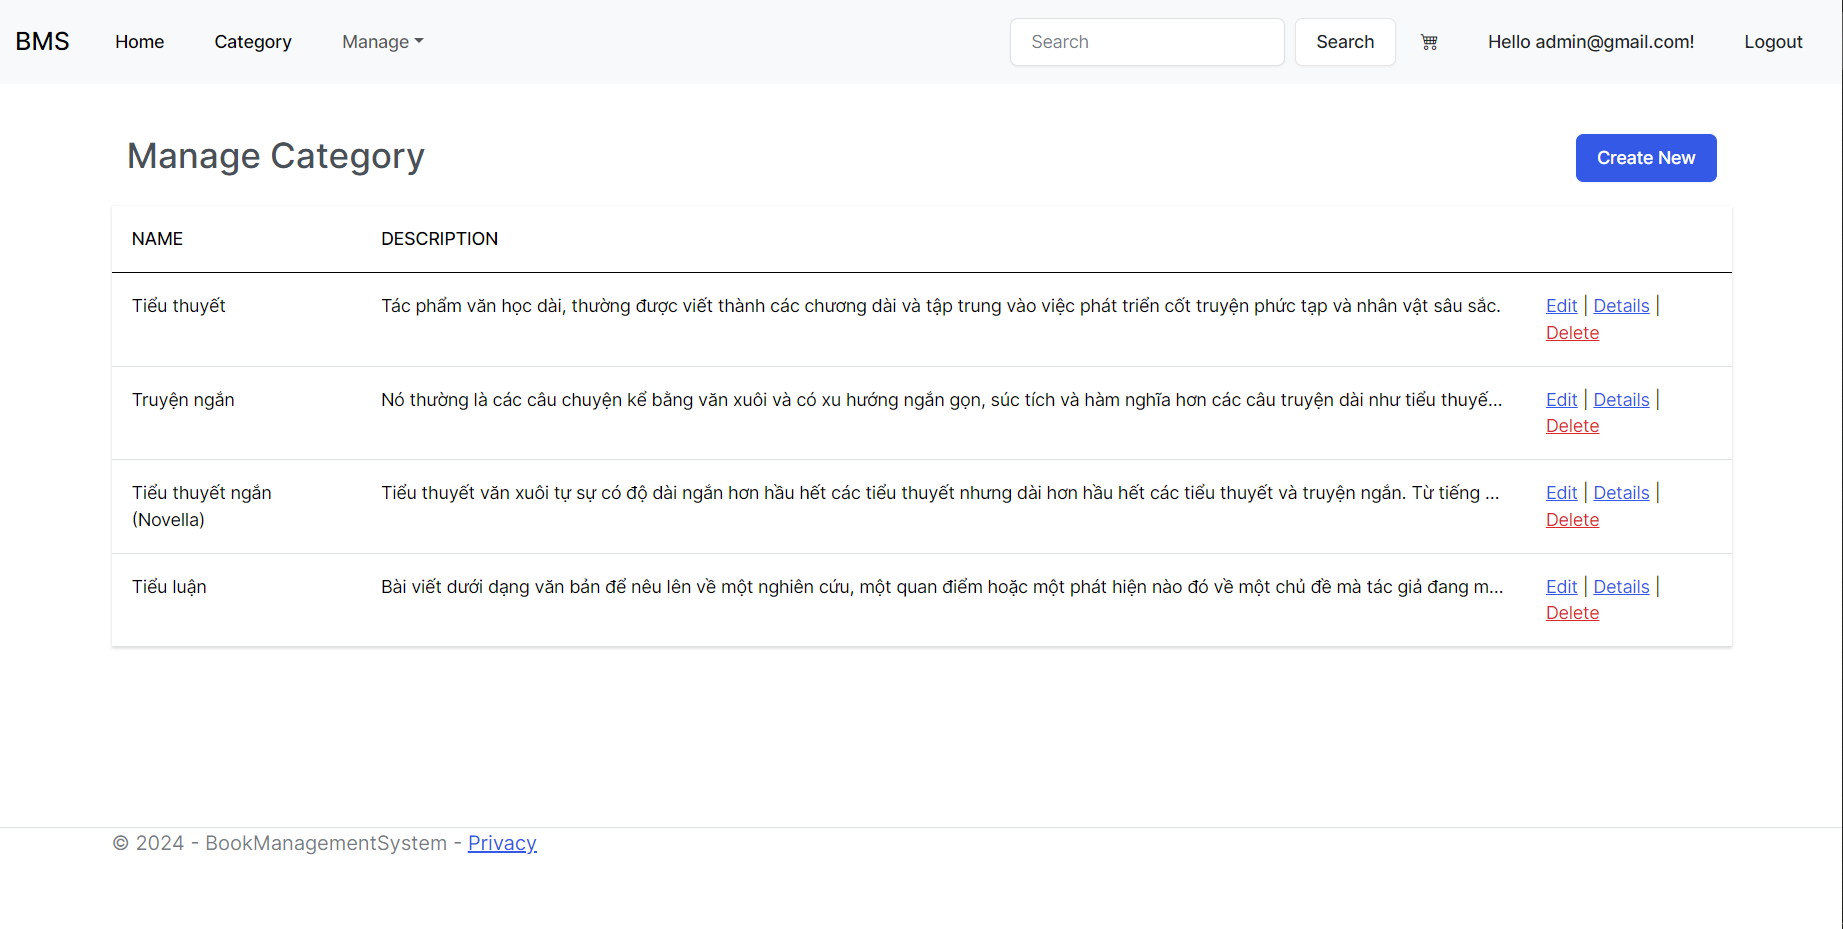 BMS Home Category Manage Search Search Hello admin@gmail.com! Logout
Manage Category Create New
NAME DESCRIPTION
Tiểu thuyết Tác phẩm văn học dài, thường được viết thành các chương dài và tập trung vào việc phát triển cốt truyện phức tạp và nhân vật sâu sắc. Edit | Details |
Delete
Truyện ngắn Nó thường là các câu chuyện kể bằng văn xuôi và có xu hướng ngắn gọn, súc tích và hàm nghĩa hơn các câu truyện dài như tiểu thuyế... Edit | Details |
Delete
Tiểu thuyết ngắn Tiểu thuyết văn xuôi tự sự có độ dài ngắn hơn hầu hết các tiểu thuyết nhưng dài hơn hầu hết các tiểu thuyết và truyện ngắn. Từ tiếng ... Edit | Details |
(Novella) Delete
Tiểu luận Bài viết dưới dạng văn bản để nêu lên về một nghiên cứu, một quan điểm hoặc một phát hiện nào đó về một chủ đề mà tác giả đang m... Edit | Details |
Delete
© 2024 - BookManagementSystem - Privacy